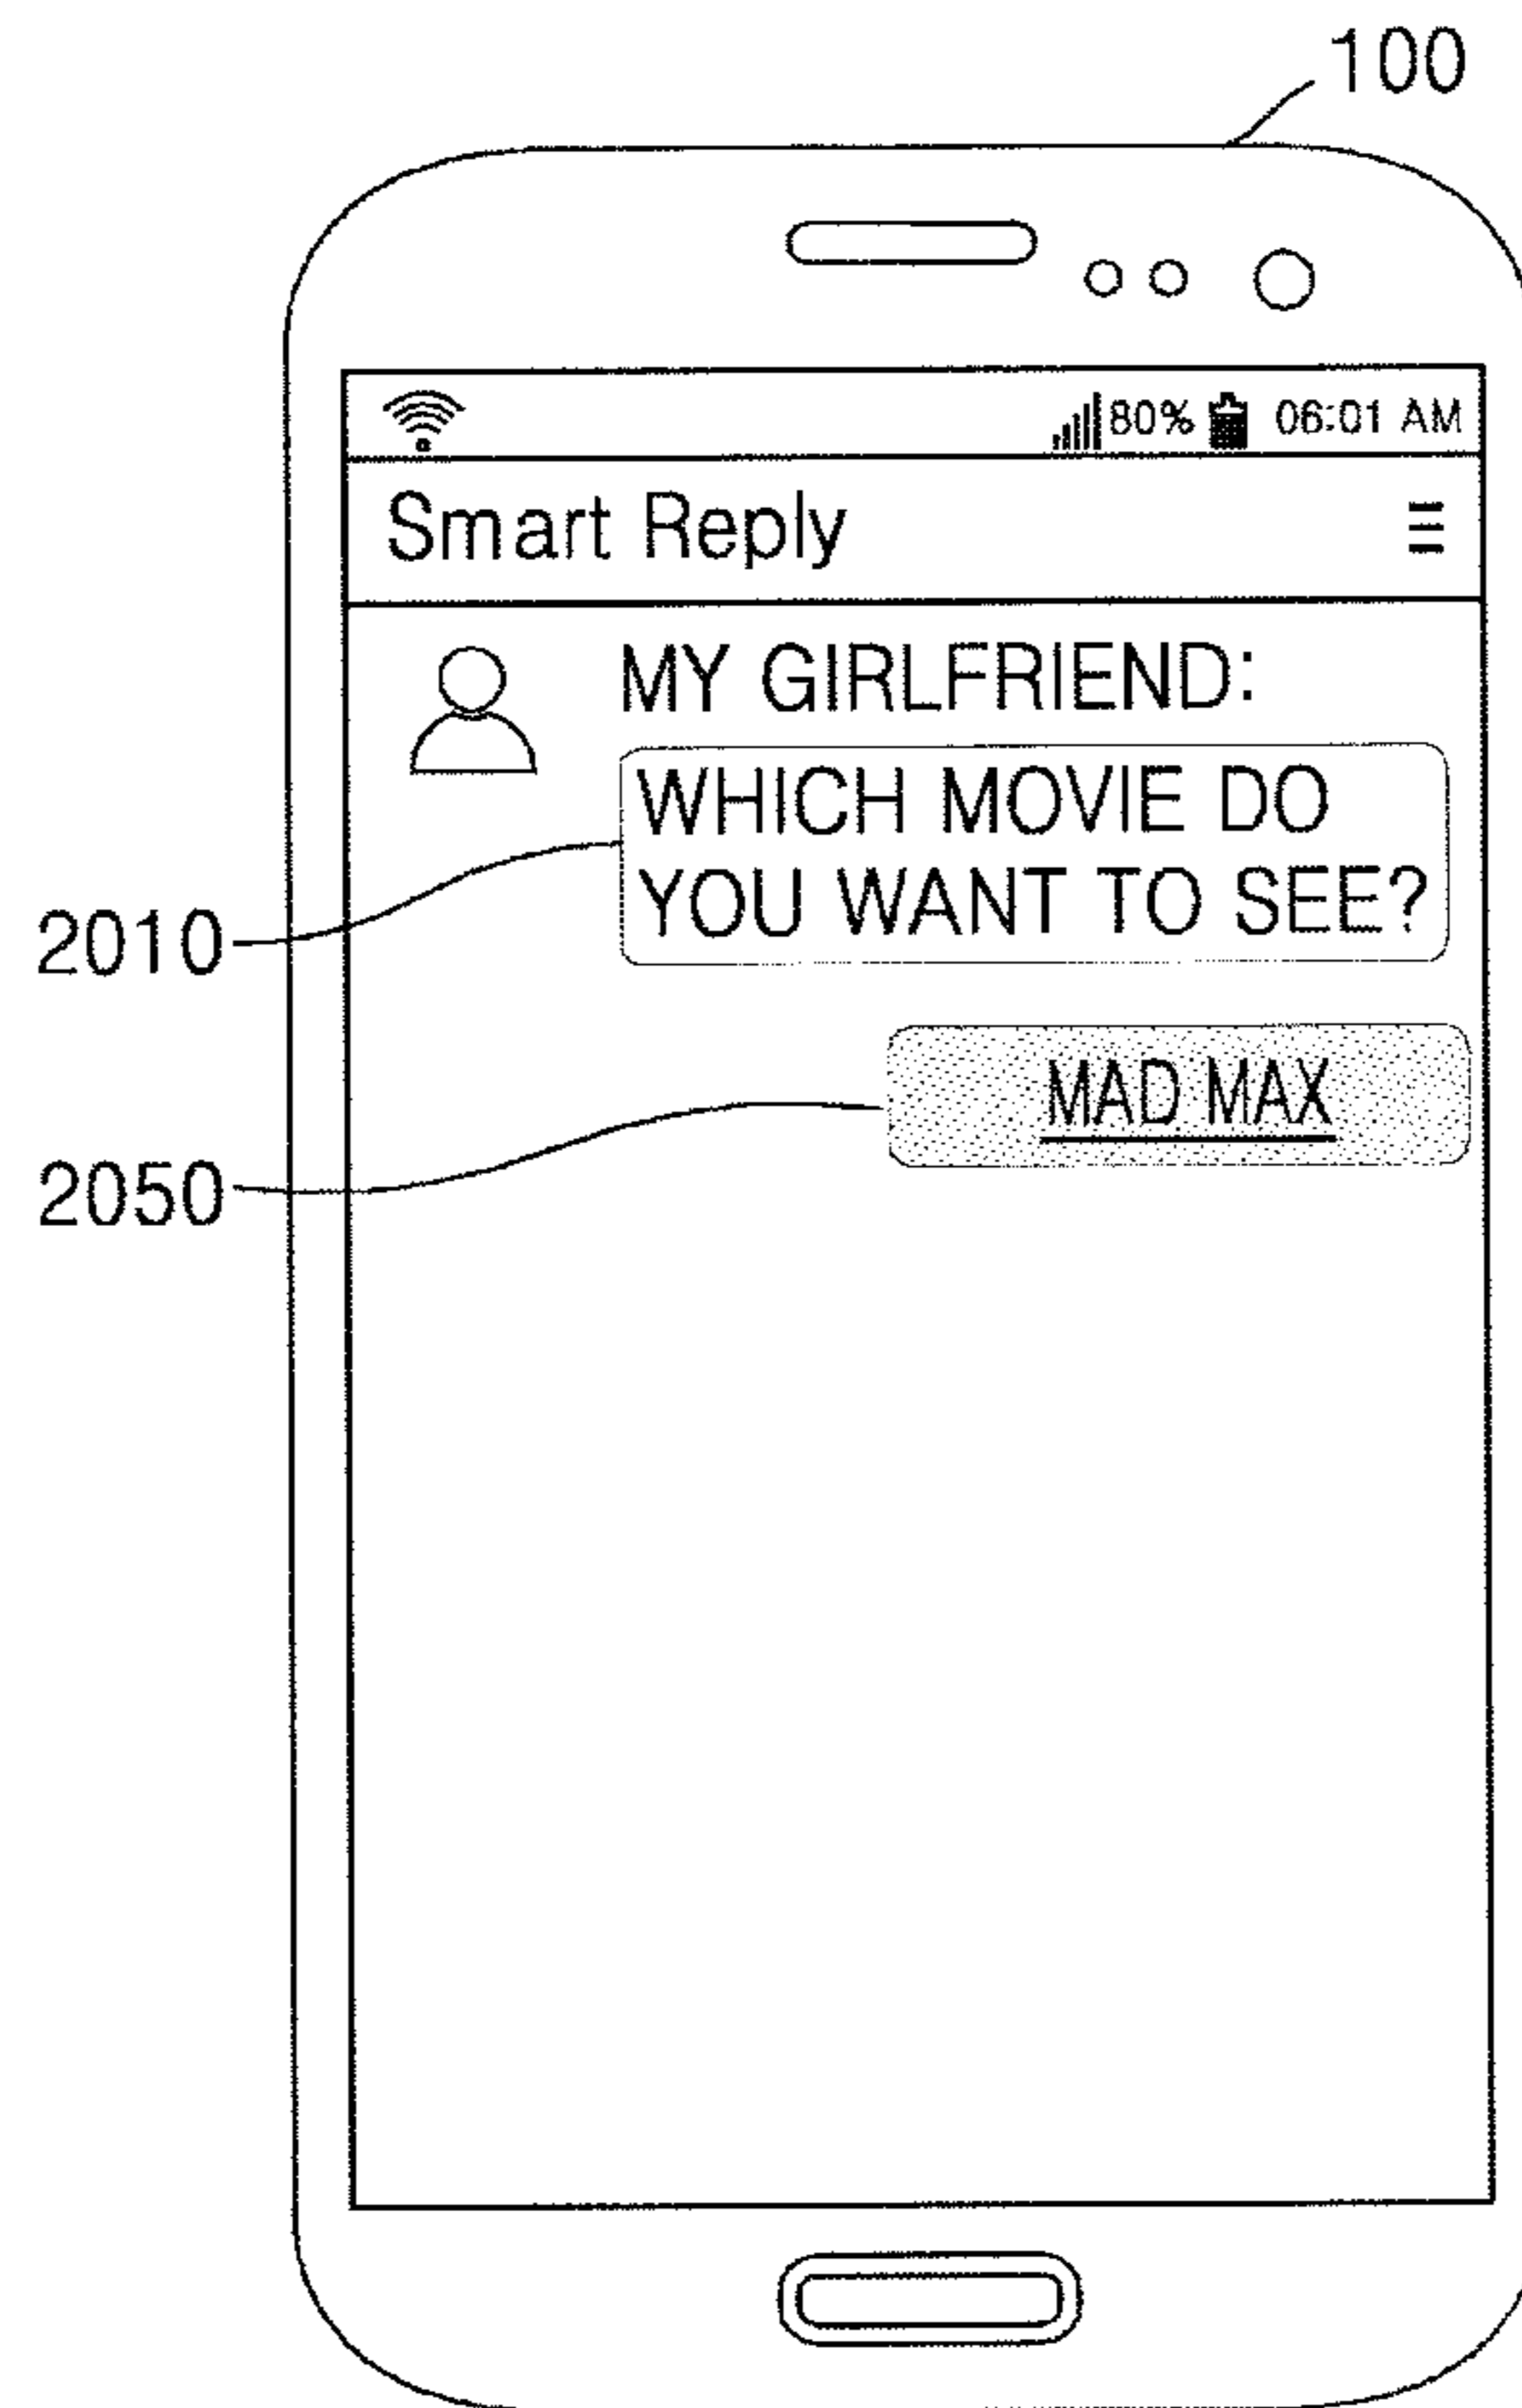 100
80% 06:01 AM
Smart Reply
MY GIRLFRIEND:
WHICH MOVIE DO
YOU WANT TO SEE?
2010
MAD MAX
2050